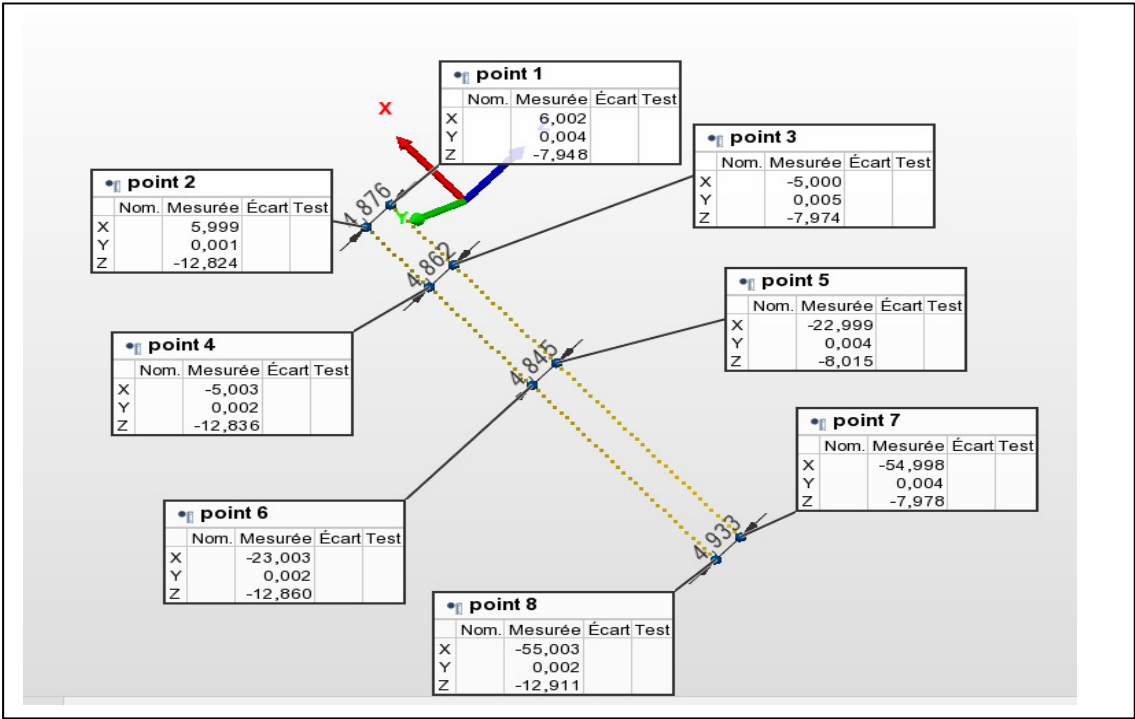 point 1
Nom. Mesurée Écart Test
X 6,002
Y 0,004
Z -7,948
X
point 3
Nom. Mesurée Écart Test
X -5,000
Y 0,005
Z -7,974
point 2
Nom. Mesurée Écart Test
X 5,999
Y 0,001
Z -12,824
4,876
Y
4,862
point 5
Nom. Mesurée Écart Test
X -22,999
Y 0,004
Z -8,015
point 4
Nom. Mesurée Écart Test
X -5,003
Y 0,002
Z -12,836
4,845
point 7
Nom. Mesurée Écart Test
X -54,998
Y 0,004
Z -7,978
point 6
Nom. Mesurée Écart Test
X -23,003
Y 0,002
Z -12,860
4,933
point 8
Nom. Mesurée Écart Test
X -55,003
Y 0,002
Z -12,911